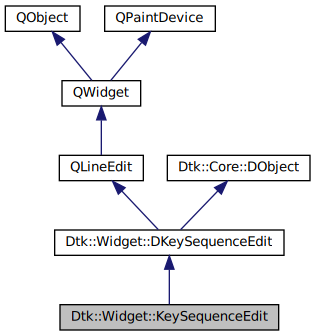 QObject
QPaintDevice
QWidget
QLineEdit
Dtk::Core::DObject
Dtk::Widget::DKeySequenceEdit
Dtk::Widget::KeySequenceEdit